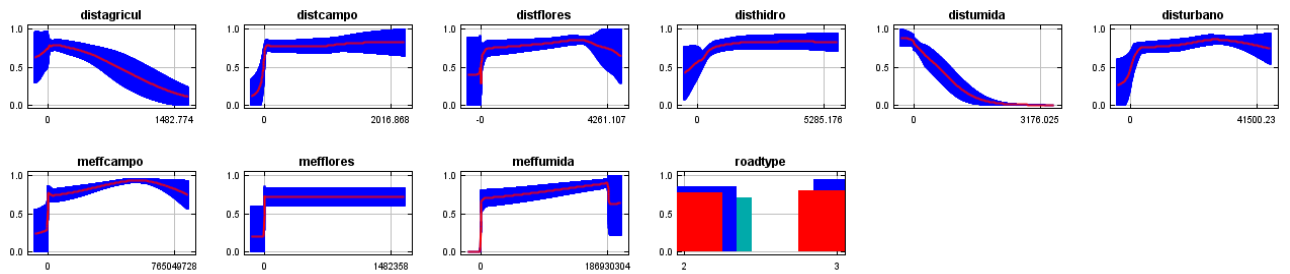 distagricul distcampo distflores disthidro distumida disturbano
1.0 1.0 1.0 1.0 1.0 1.0
0.5 0.5 0.5 0.5 0.5 0.5
0.0 0.0 0.0 0.0 0.0 0.0
0 1482.774 0 2016.868 -0 4261.107 0 5285.176 0 3176.025 0 41500.23
meffcampo mefflores meffumida roadtype
1.0 1.0 1.0 1.0
0.5 0.5 0.5 0.5
0.0 0.0 0.0 0.0
0 765049728 0 1482358 0 186930304 2 3